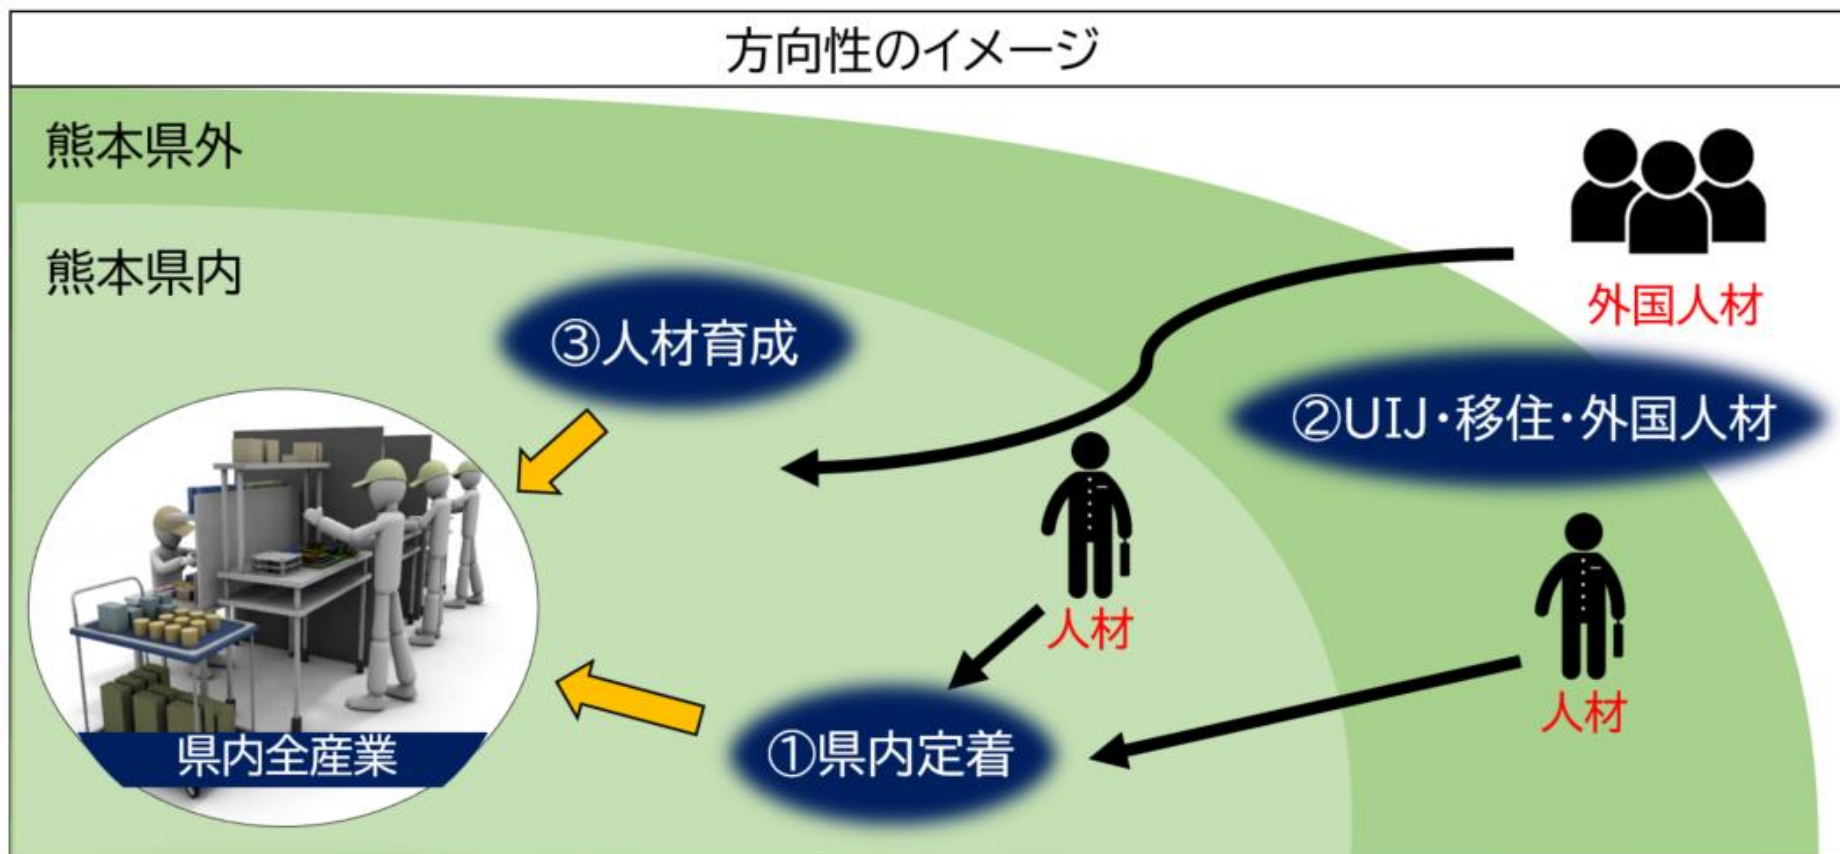 方向性のイメージ
熊本県外
熊本県内
外国人材
③人材育成
②UIJ・移住・外国人材
人材
人材
①県内定着
県内全産業